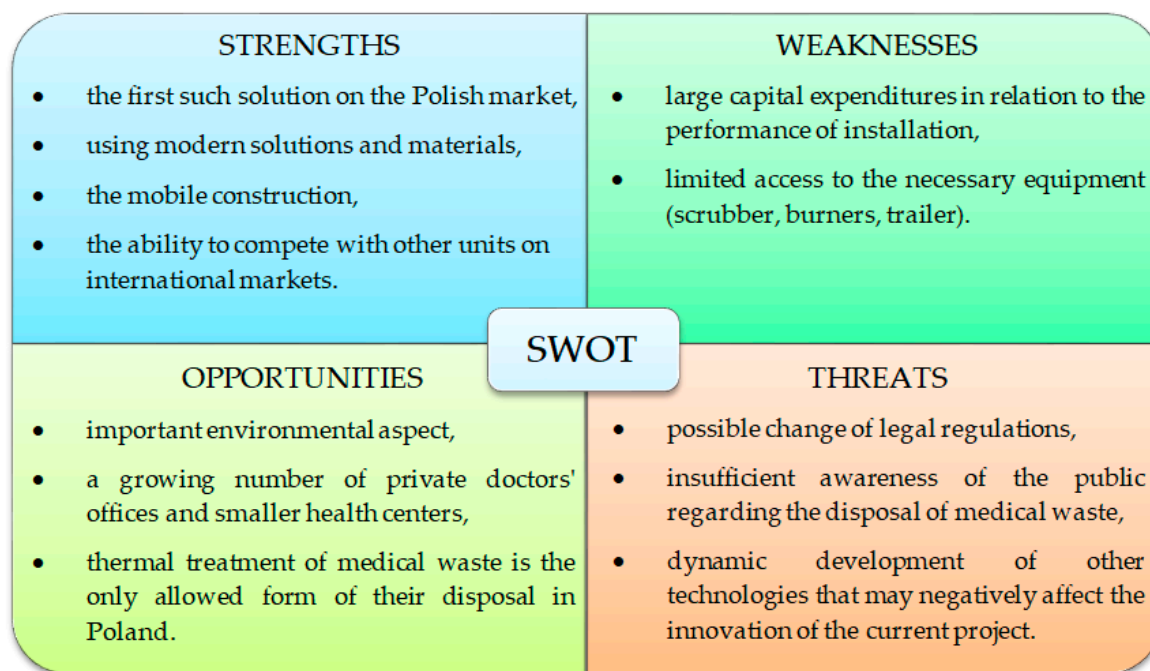 STRENGTHS
• the first such solution on the Polish market,
• using modern solutions and materials,
• the mobile construction,
• the ability to compete with other units on
international markets.
WEAKNESSES
• large capital expenditures in relation to the
performance of installation,
• limited access to the necessary equipment
(scrubber, burners, trailer).
SWOT
OPPORTUNITIES
• important environmental aspect,
• a growing number of private doctors'
offices and smaller health centers,
• thermal treatment of medical waste is the
only allowed form of their disposal in
Poland.
THREATS
• possible change of legal regulations,
• insufficient awareness of the public
regarding the disposal of medical waste,
• dynamic development of other
technologies that may negatively affect the
innovation of the current project.